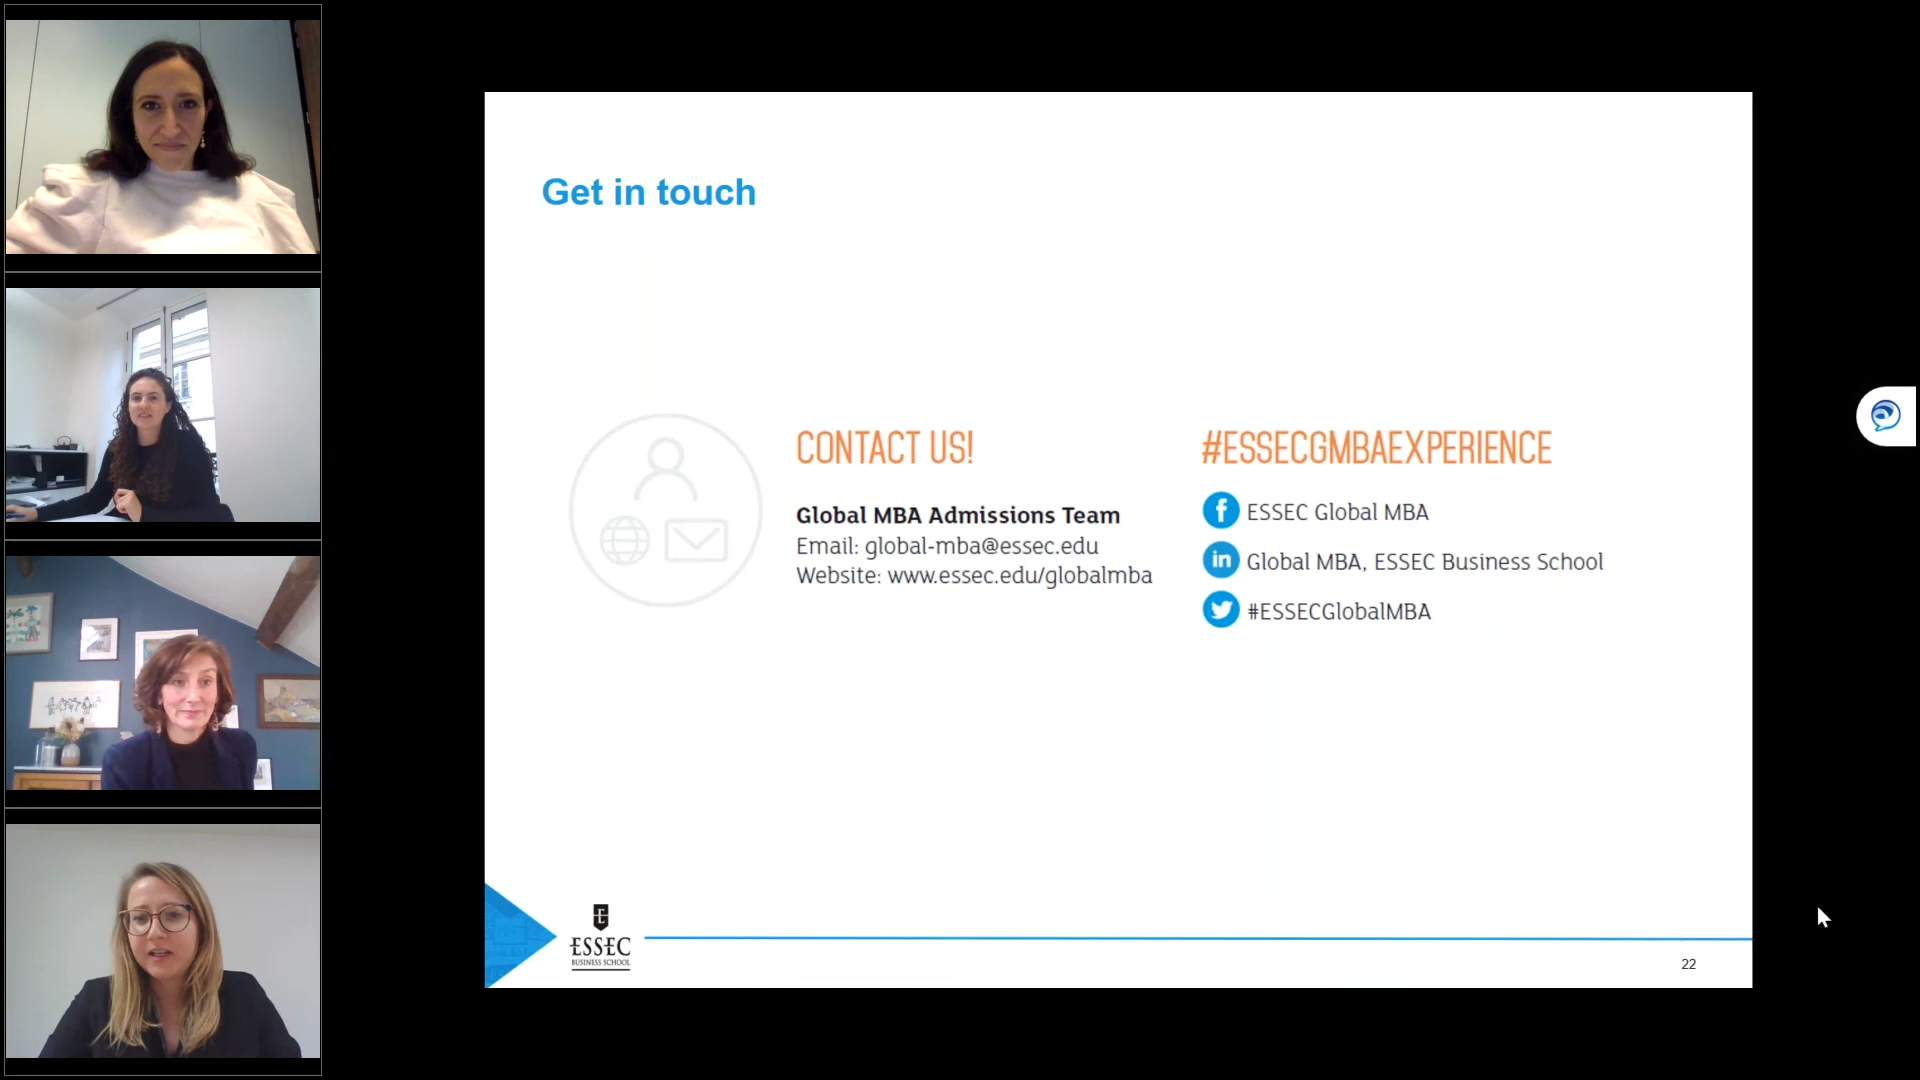 Get in touch
CONTACT US!
Global MBA Admissions Team
Email: global-mba@essec.edu
Website: www.essec.edu/globalmba
#ESSECGMBAEXPERIENCE
ESSEC Global MBA
Global MBA, ESSEC Business School
#ESSECGlobalMBA
ESSEC
BUSINESS SCHOOL
22